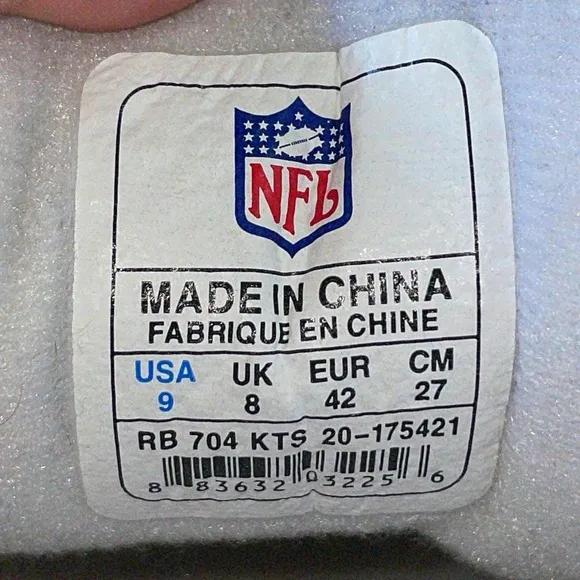 NFL
MADE IN CHINA
FABRIQUE EN CHINE
USA UK EUR CM
9 8 42 27
RB 704 KTS 20-175421
8 83632 03225 6